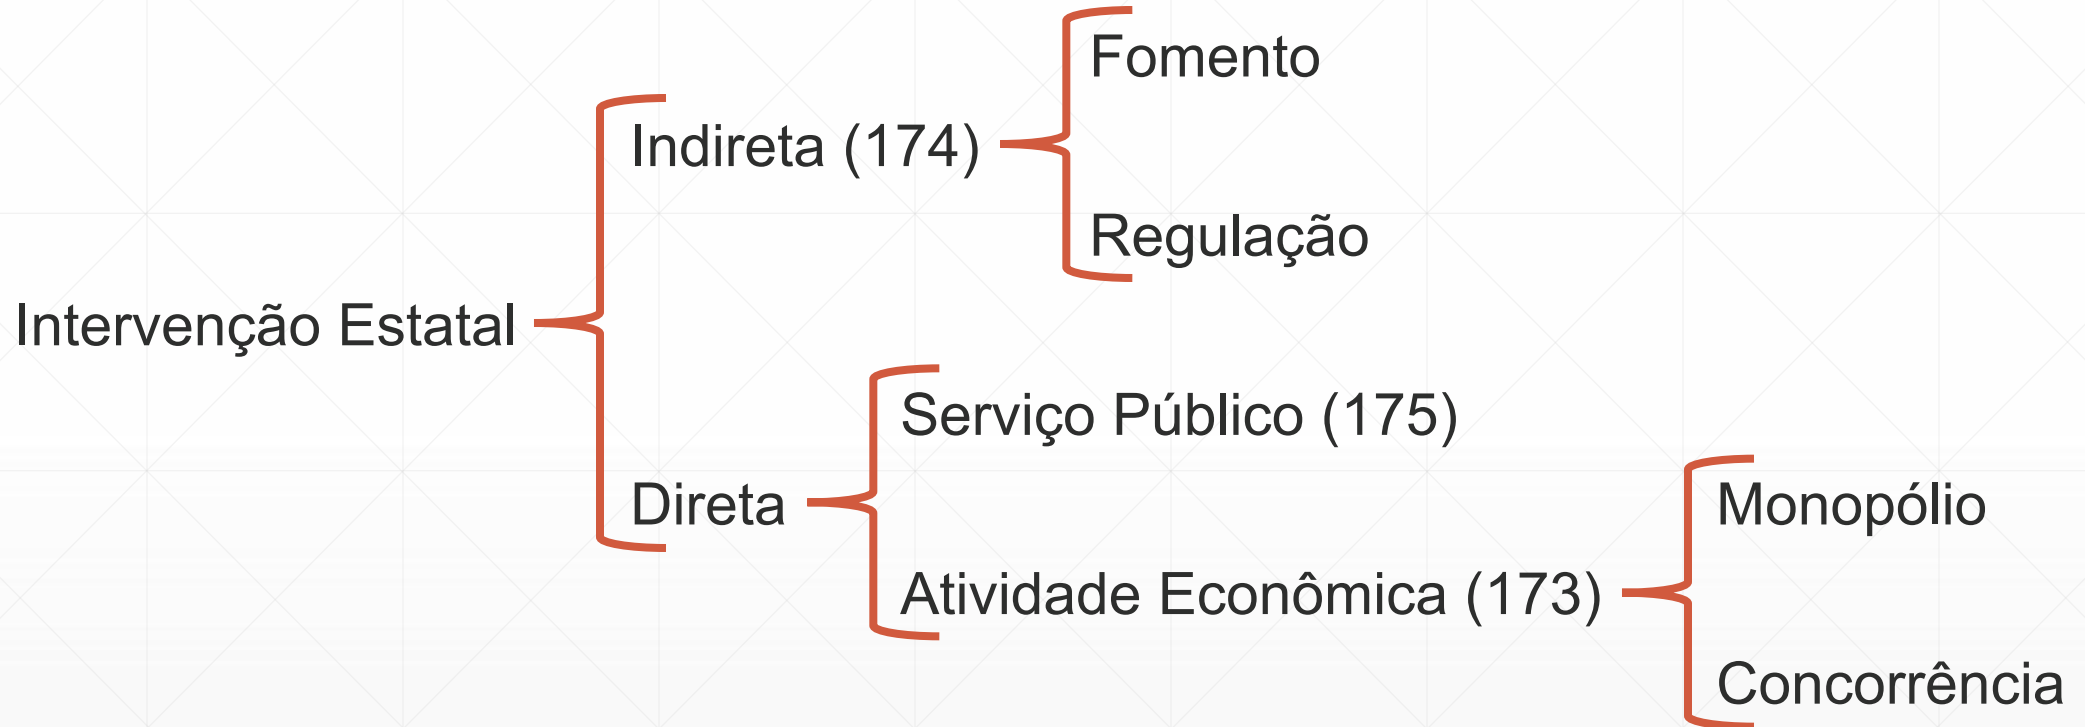 Fomento
Indireta (174)
Regulação
Intervenção Estatal
Serviço Público (175)
Direta
Monopólio
Atividade Econômica (173)
Concorrência